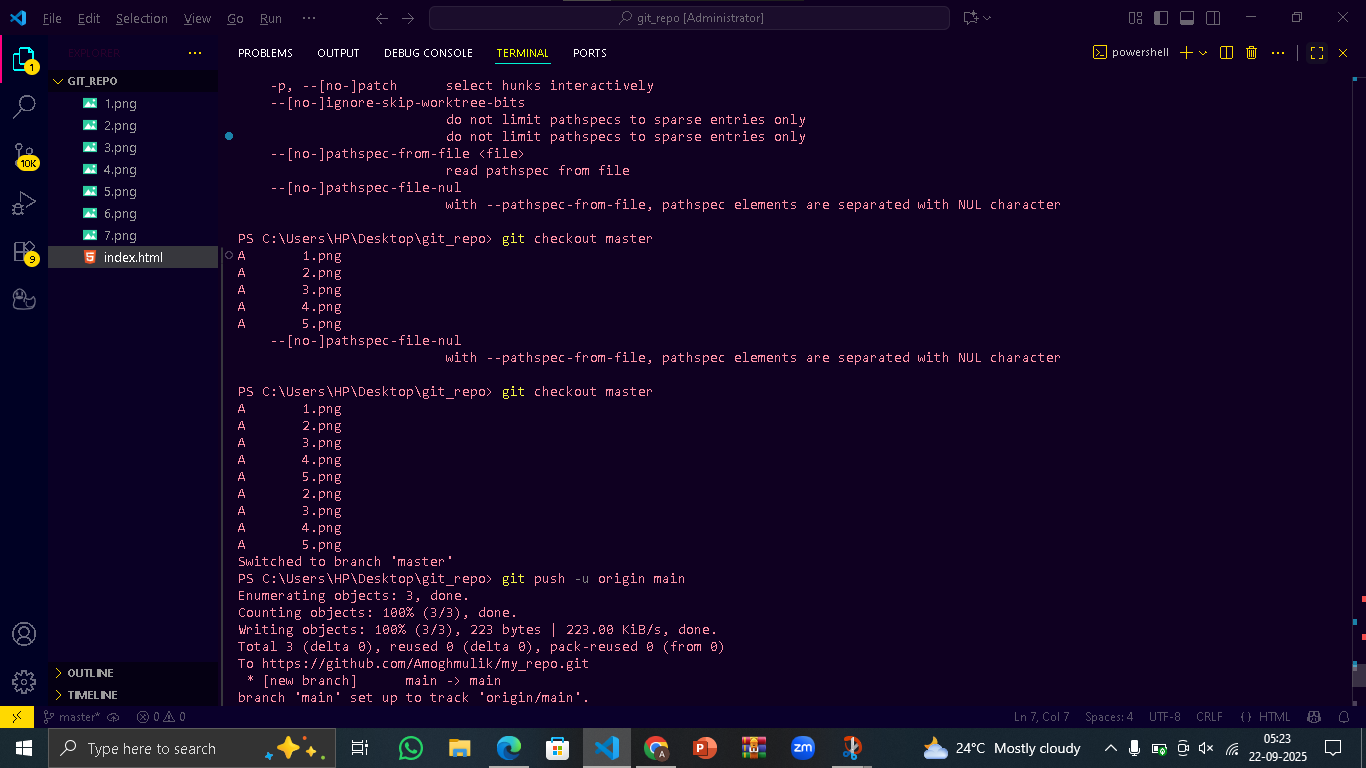 File Edit Selection View Go Run ··· git_repo [Administrator]
EXPLORER ···
PROBLEMS OUTPUT DEBUG CONSOLE TERMINAL PORTS powershell
GIT_REPO
1.png
2.png
3.png
4.png
5.png
6.png
7.png
index.html
1
10K
9
-p, --[no-]patch select hunks interactively
--[no-]ignore-skip-worktree-bits
do not limit pathspecs to sparse entries only
do not limit pathspecs to sparse entries only
--[no-]pathspec-from-file <file>
read pathspec from file
--[no-]pathspec-file-nul
with --pathspec-from-file, pathspec elements are separated with NUL character
PS C:\Users\HP\Desktop\git_repo> git checkout master
A 1.png
A 2.png
A 3.png
A 4.png
A 5.png
--[no-]pathspec-file-nul
with --pathspec-from-file, pathspec elements are separated with NUL character
PS C:\Users\HP\Desktop\git_repo> git checkout master
A 1.png
A 2.png
A 3.png
A 4.png
A 5.png
A 2.png
A 3.png
A 4.png
A 5.png
Switched to branch 'master'
PS C:\Users\HP\Desktop\git_repo> git push -u origin main
Enumerating objects: 3, done.
Counting objects: 100% (3/3), done.
Writing objects: 100% (3/3), 223 bytes | 223.00 KiB/s, done.
Total 3 (delta 0), reused 0 (delta 0), pack-reused 0 (from 0)
To https://github.com/Amoghmulik/my_repo.git
* [new branch] main -> main
branch 'main' set up to track 'origin/main'.
OUTLINE
TIMELINE
master* 0 0 Ln 7, Col 7 Spaces: 4 UTF-8 CRLF {} HTML
Type here to search
zm
24°C Mostly cloudy
05:23
22-09-2025